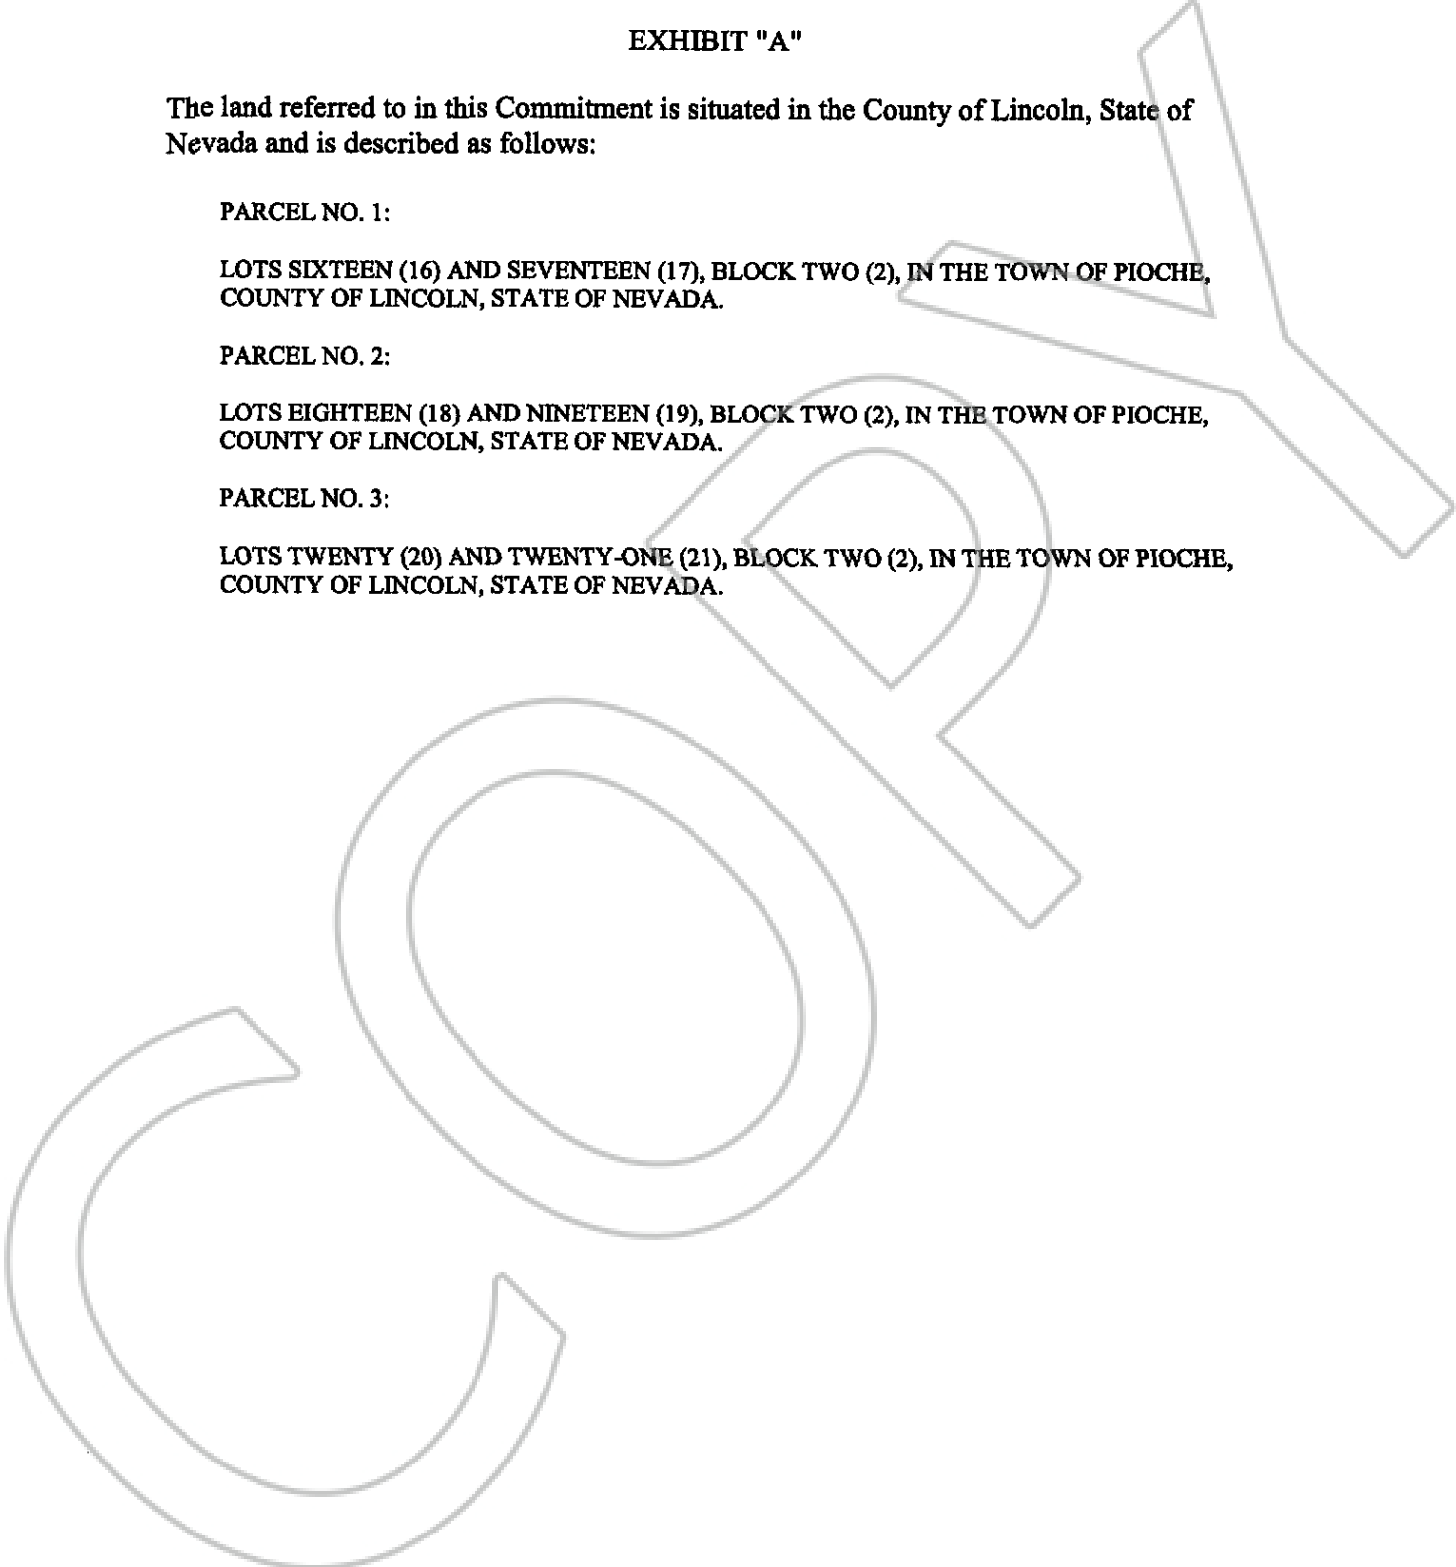 EXHIBIT "A"
The land referred to in this Commitment is situated in the County of Lincoln, State of
Nevada and is described as follows:
PARCEL NO. 1:
LOTS SIXTEEN (16) AND SEVENTEEN (17), BLOCK TWO (2), IN THE TOWN OF PIOCHE,
COUNTY OF LINCOLN, STATE OF NEVADA.
PARCEL NO. 2:
LOTS EIGHTEEN (18) AND NINETEEN (19), BLOCK TWO (2), IN THE TOWN OF PIOCHE,
COUNTY OF LINCOLN, STATE OF NEVADA.
PARCEL NO. 3:
LOTS TWENTY (20) AND TWENTY-ONE (21), BLOCK TWO (2), IN THE TOWN OF PIOCHE,
COUNTY OF LINCOLN, STATE OF NEVADA.
COPY